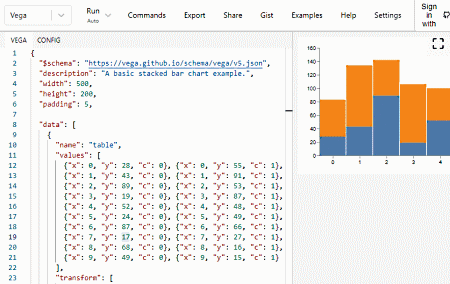 Vega
Run
Auto
Commands
Export
Share
Gist
Examples
Help
Settings
Sign
in
with
VEGA CONFIG
1 {
2 "$schema": "https://vega.github.io/schema/vega/v5.json",
3 "description": "A basic stacked bar chart example.",
4 "width": 500,
5 "height": 200,
6 "padding": 5,
7
8 "data": [
9 {
10 "name": "table",
11 "values": [
12 {"x": 0, "y": 28, "c": 0}, {"x": 0, "y": 55, "c": 1},
13 {"x": 1, "y": 43, "c": 0}, {"x": 1, "y": 91, "c": 1},
14 {"x": 2, "y": 89, "c": 0}, {"x": 2, "y": 53, "c": 1},
15 {"x": 3, "y": 19, "c": 0}, {"x": 3, "y": 87, "c": 1},
16 {"x": 4, "y": 52, "c": 0}, {"x": 4, "y": 48, "c": 1},
17 {"x": 5, "y": 24, "c": 0}, {"x": 5, "y": 49, "c": 1},
18 {"x": 6, "y": 87, "c": 0}, {"x": 6, "y": 66, "c": 1},
19 {"x": 7, "y": 17, "c": 0}, {"x": 7, "y": 27, "c": 1},
20 {"x": 8, "y": 68, "c": 0}, {"x": 8, "y": 16, "c": 1},
21 {"x": 9, "y": 49, "c": 0}, {"x": 9, "y": 15, "c": 1}
22 ],
23 "transform": [
160
140
120
100
80
60
40
20
0
0 1 2 3 4